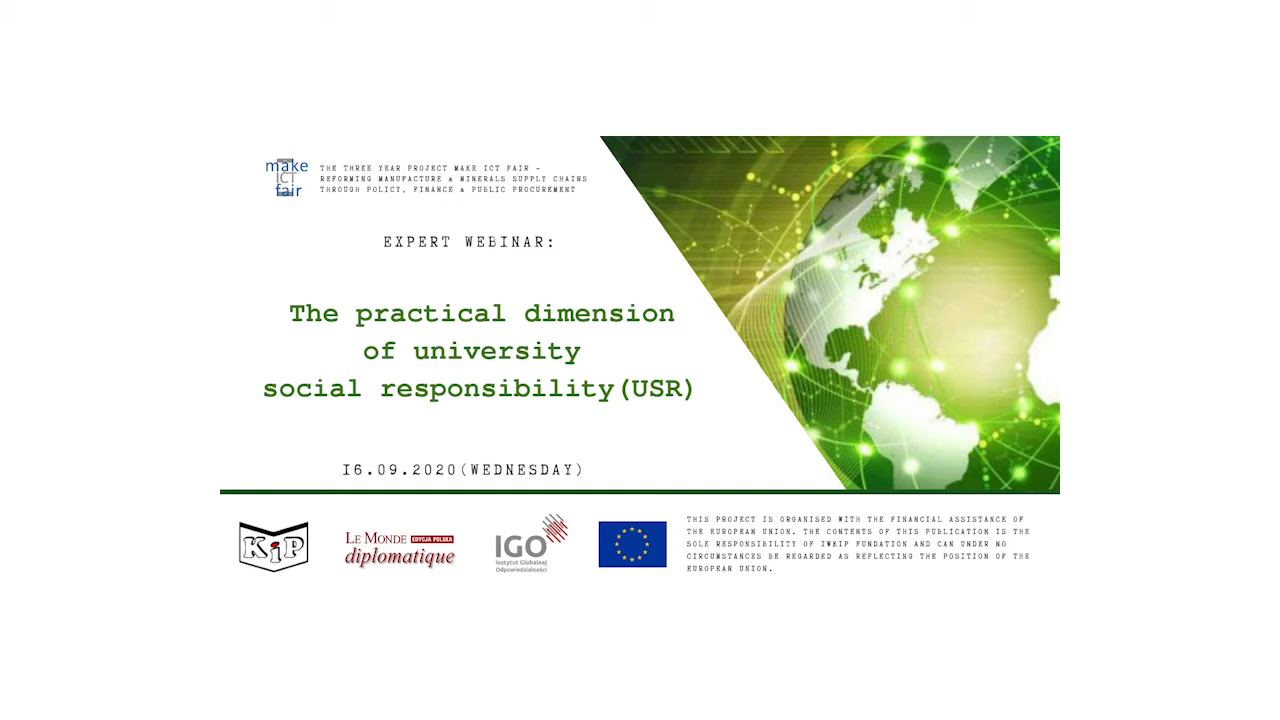 make
ICT
fair
THE THREE YEAR PROJECT MAKE ICT FAIR -
REFORMING MANUFACTURE & MINERALS SUPPLY CHAINS
THROUGH POLICY, FINANCE & PUBLIC PROCUREMENT
EXPERT WEBINAR:
The practical dimension
of university
social responsibility(USR)
16.09.2020(WEDNESDAY)
KiP
LE MONDE EDYCJA POLSKA
diplomatique
IGO
Instytut Globalnej
Odpowiedzialności
THIS PROJECT IS ORGANISED WITH THE FINANCIAL ASSISTANCE OF
THE EUROPEAN UNION. THE CONTENTS OF THIS PUBLICATION IS THE
SOLE RESPONSIBILITY OF IWKIP FUNDATION AND CAN UNDER NO
CIRCUMSTANCES BE REGARDED AS REFLECTING THE POSITION OF THE
EUROPEAN UNION.